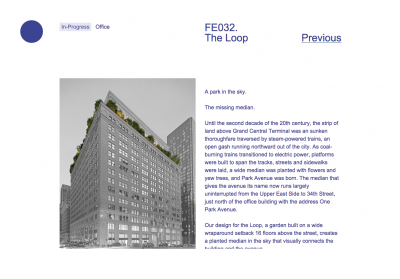 In-Progress Office
FE032.
The Loop
Previous
A park in the sky.
The missing median.
Until the second decade of the 20th century, the strip of
land above Grand Central Terminal was an sunken
thoroughfare traversed by steam-powered trains, an
open gash running northward out of the city. As coal-
burning trains transitioned to electric power, platforms
were built to span the tracks, streets and sidewalks
were laid, a wide median was planted with flowers and
yew trees, and Park Avenue was born. The median that
gives the avenue its name now runs largely
uninterrupted from the Upper East Side to 34th Street,
just north of the office building with the address One
Park Avenue.
Our design for the Loop, a garden built on a wide
wraparound setback 16 floors above the street, creates
a planted median in the sky that visually connects the
building and the avenue